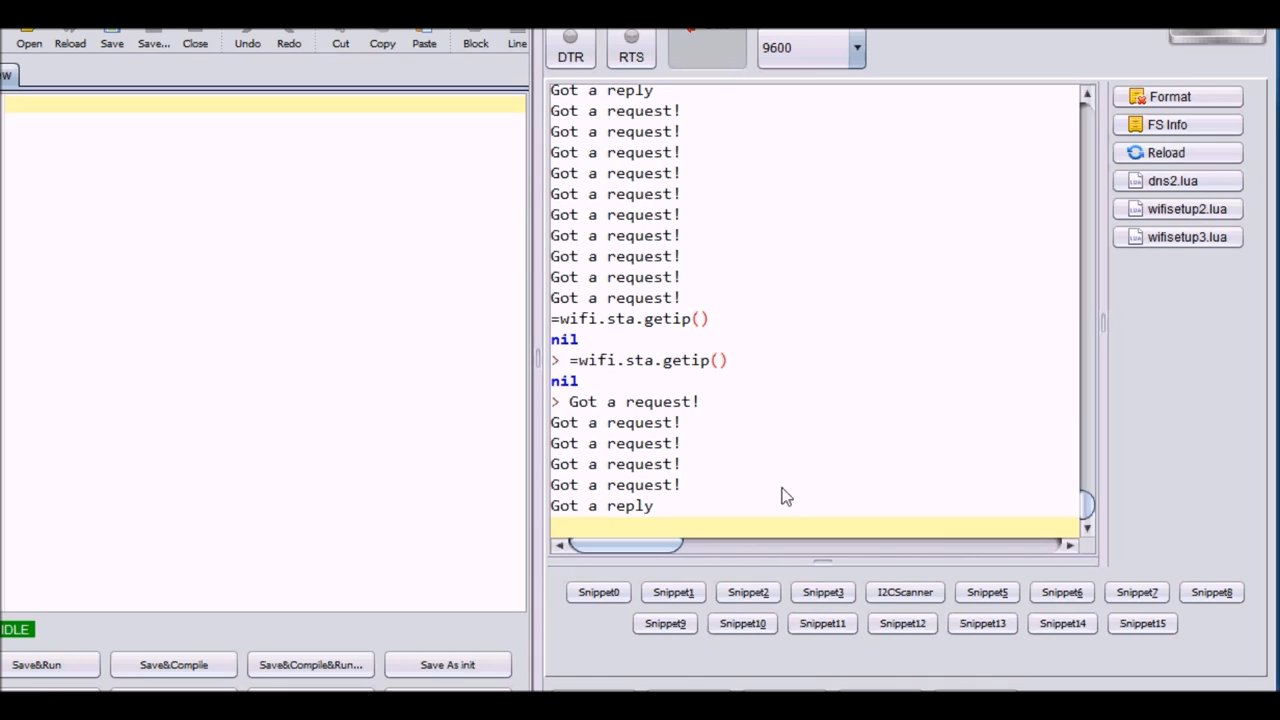 Open Reload Save Save... Close Undo Redo Cut Copy Paste Block Line
DTR RTS 9600
w
Got a reply
Got a request!
Got a request!
Got a request!
Got a request!
Got a request!
Got a request!
Got a request!
Got a request!
Got a request!
Got a request!
=wifi.sta.getip()
nil
> =wifi.sta.getip()
nil
> Got a request!
Got a request!
Got a request!
Got a request!
Got a request!
Got a reply
Format
FS Info
Reload
dns2.lua
wifisetup2.lua
wifisetup3.lua
Snippet0 Snippet1 Snippet2 Snippet3 I2CScanner Snippet5 Snippet6 Snippet7 Snippet8
Snippet9 Snippet10 Snippet11 Snippet12 Snippet13 Snippet14 Snippet15
IDLE
Save&Run Save&Compile Save&Compile&Run... Save As init